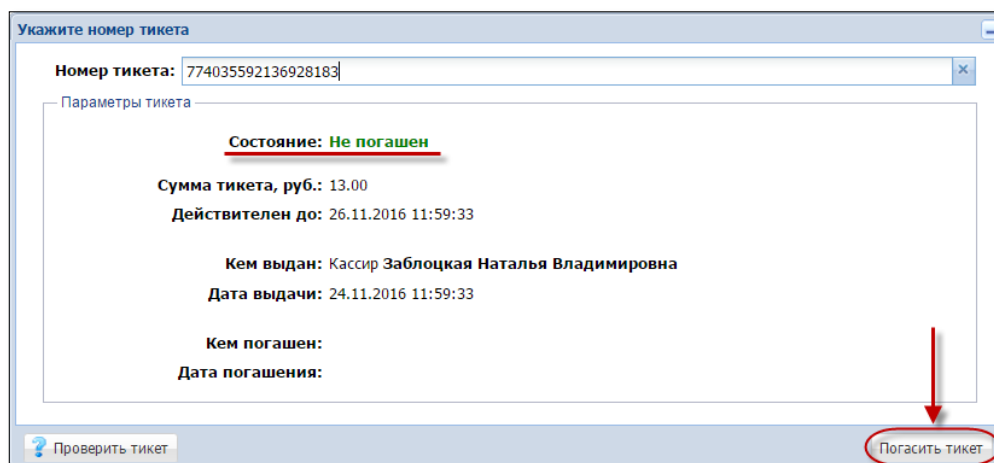 Укажите номер тикета
Номер тикета: 774035592136928183
Параметры тикета
Состояние: Не погашен
Сумма тикета, руб.: 13.00
Действителен до: 26.11.2016 11:59:33
Кем выдан: Кассир Заблоцкая Наталья Владимировна
Дата выдачи: 24.11.2016 11:59:33
Кем погашен:
Дата погашения:
Проверить тикет
Погасить тикет